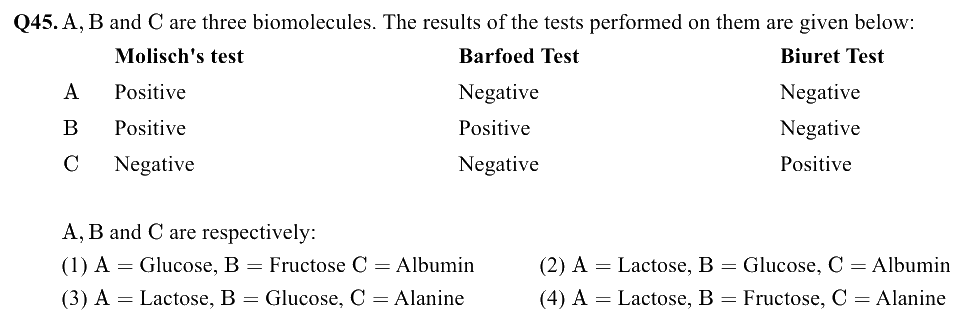 Q45. A, B and C are three biomolecules. The results of the tests performed on them are given below:
Molisch's test Barfoed Test Biuret Test
A Positive Negative Negative
B Positive Positive Negative
C Negative Negative Positive
A, B and C are respectively:
(1) A = Glucose, B = Fructose C = Albumin (2) A = Lactose, B = Glucose, C = Albumin
(3) A = Lactose, B = Glucose, C = Alanine (4) A = Lactose, B = Fructose, C = Alanine